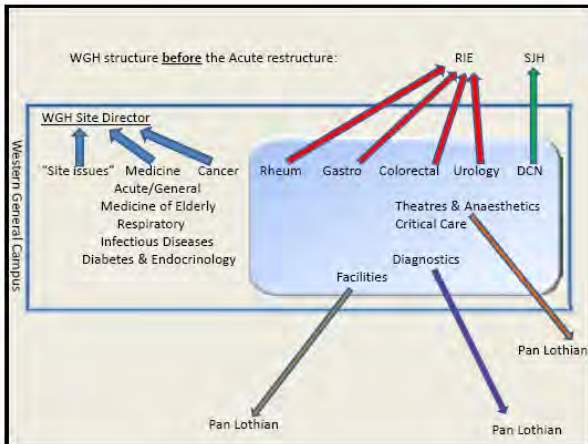 WGH structure before the Acute restructure:
RIE
SJH
WGH Site Director
Western General Campus
"Site issues"
Medicine
Cancer
Rheum
Gastro
Colorectal
Urology
DCN
Acute/General
Medicine of Elderly
Respiratory
Infectious Diseases
Diabetes & Endocrinology
Theatres & Anaesthetics
Critical Care
Diagnostics
Facilities
Pan Lothian
Pan Lothian
Pan Lothian